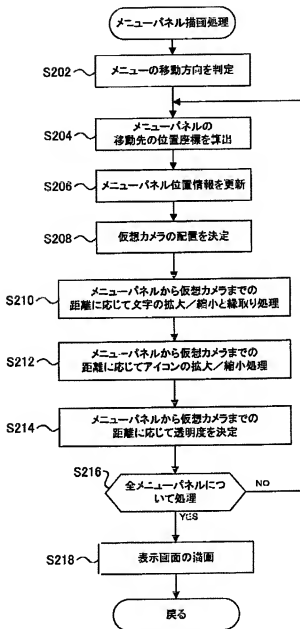 メニューパネル描画処理
S202
メニューの移動方向を判定
S204
メニューパネルの
移動先の位置座標を算出
S206
メニューパネル位置情報を更新
S208
仮想カメラの配置を決定
S210
メニューパネルから仮想カメラまでの
距離に応じて文字の拡大/縮小と縁取り処理
S212
メニューパネルから仮想カメラまでの
距離に応じてアイコンの拡大/縮小処理
S214
メニューパネルから仮想カメラまでの
距離に応じて透明度を決定
S216
全メニューパネルにつ
いて処理
NO
YES
S218
表示画面の描画
戻る